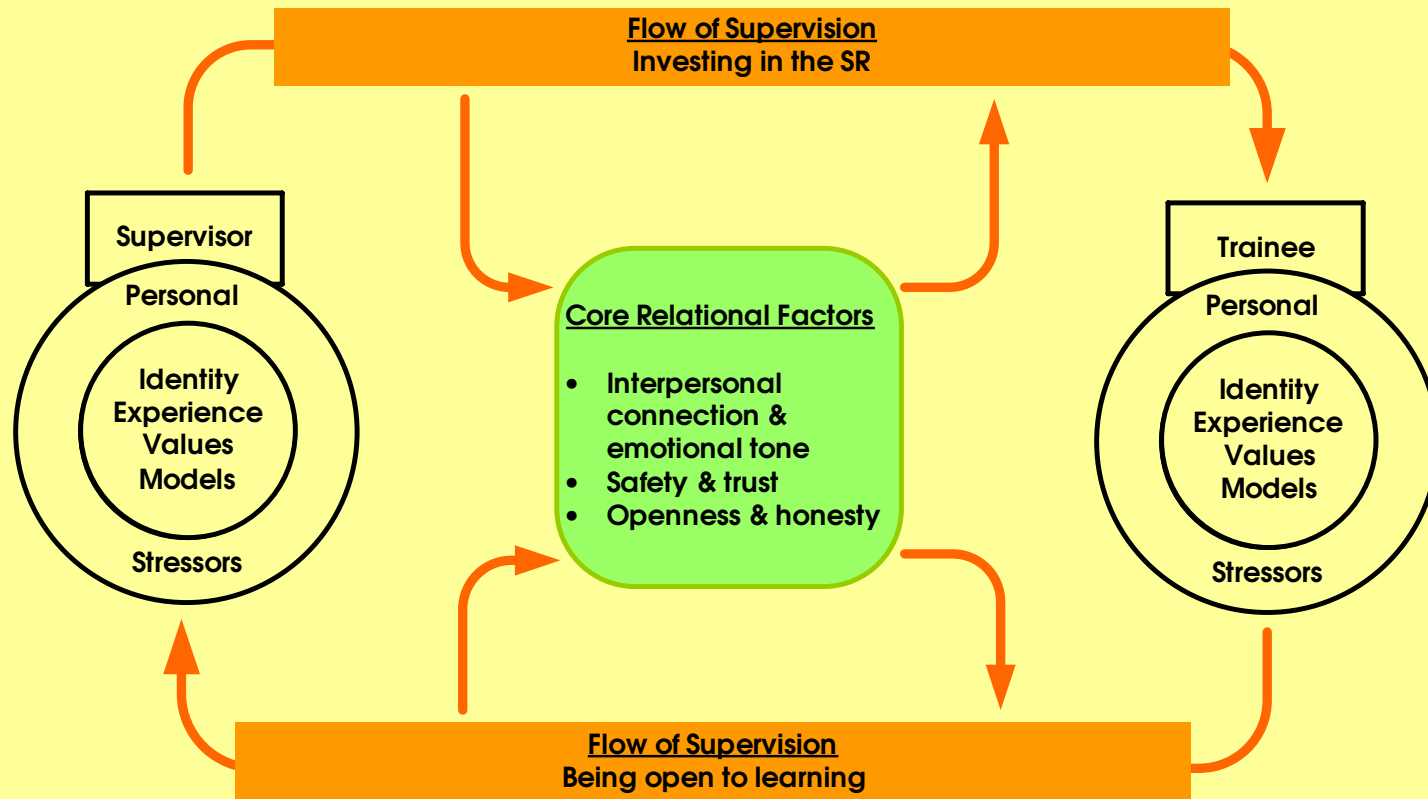 Flow of Supervision
Investing in the SR
Supervisor
Personal
Identity
Experience
Values
Models
Stressors
Core Relational Factors
• Interpersonal
connection &
emotional tone
• Safety & trust
• Openness & honesty
Trainee
Personal
Identity
Experience
Values
Models
Stressors
Flow of Supervision
Being open to learning